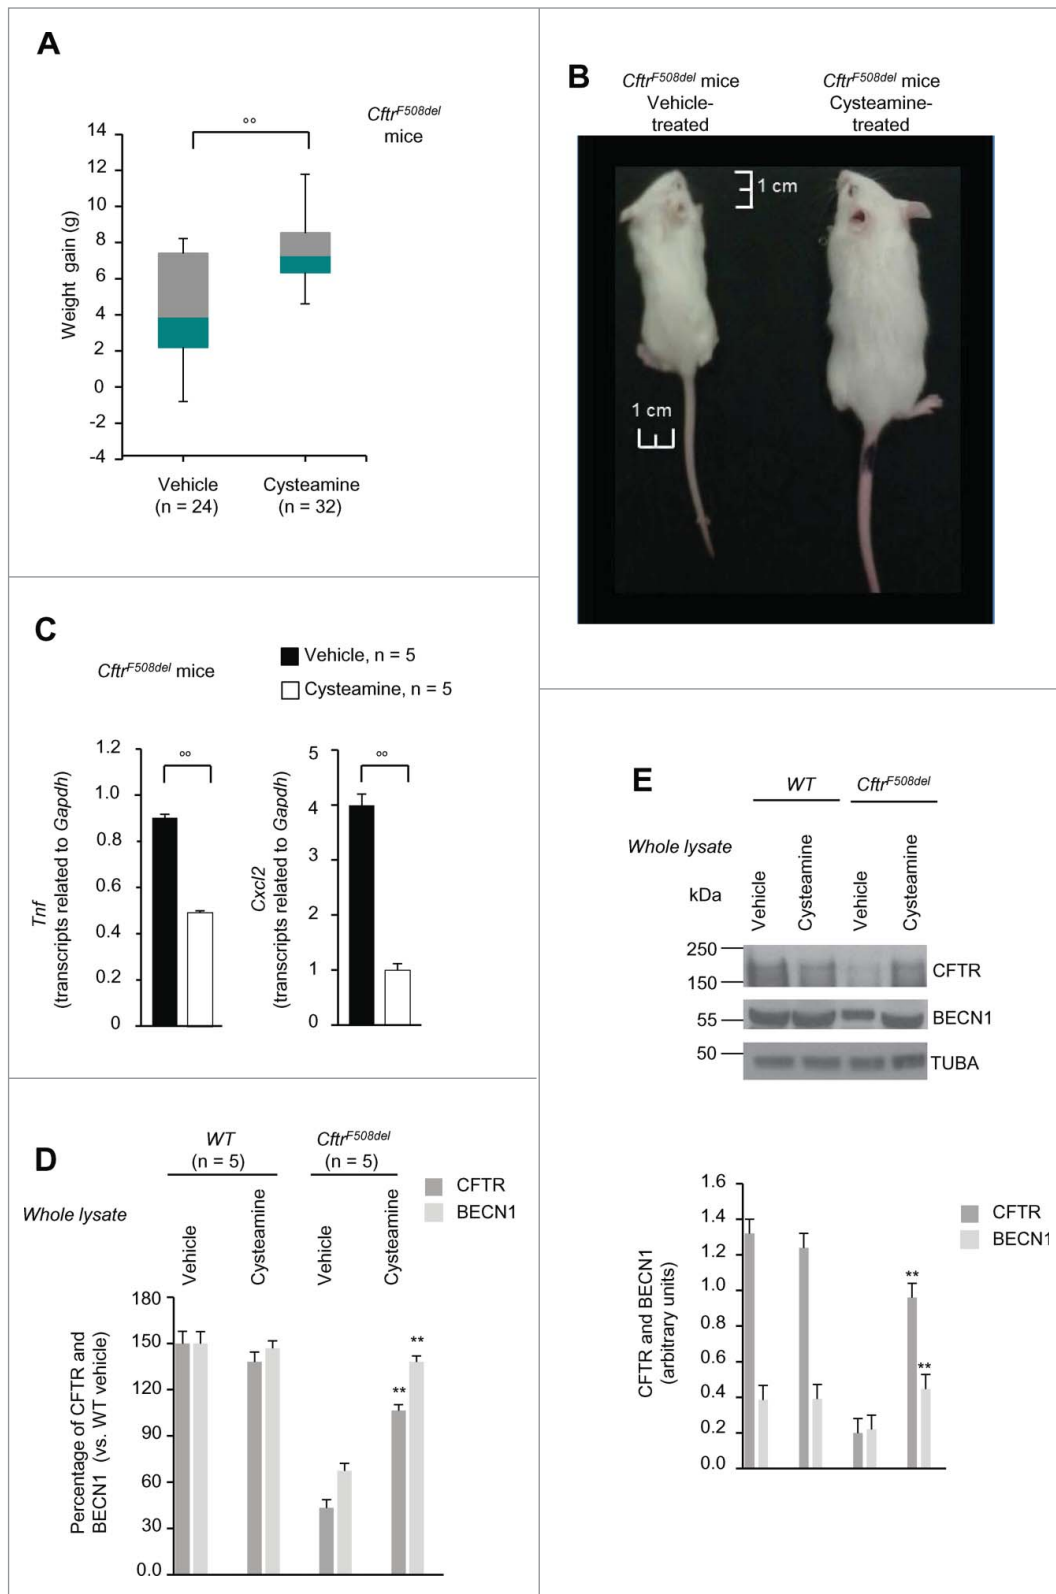 A
Cftr^F508del
mice
°°
Weight gain (g)
14
12
10
8
6
4
2
0
-2
-4
Vehicle
(n = 24)
Cysteamine
(n = 32)
B
Cftr^F508del mice
Vehicle-
treated
Cftr^F508del mice
Cysteamine-
treated
1 cm
1 cm
C
Cftr^F508del mice
Vehicle, n = 5
Cysteamine, n = 5
Tnf
(transcripts related to Gapdh)
1.2
1.0
0.8
0.6
0.4
0.2
0
°°
Cxcl2
(transcripts related to Gapdh)
5
4
3
2
1
0
°°
D
WT
(n = 5)
Cftr^F508del
(n = 5)
CFTR
BECN1
Whole lysate
Vehicle
Cysteamine
Vehicle
Cysteamine
Percentage of CFTR and
BECN1 (vs. WT vehicle)
180
150
120
90
60
30
0.0
**
**
E
WT
Cftr^F508del
Whole lysate
kDa
Vehicle
Cysteamine
Vehicle
Cysteamine
250
150
CFTR
55
BECN1
50
TUBA
CFTR and BECN1
(arbitrary units)
1.6
1.4
1.2
1.0
0.6
0.4
0.2
0.0
CFTR
BECN1
**
**